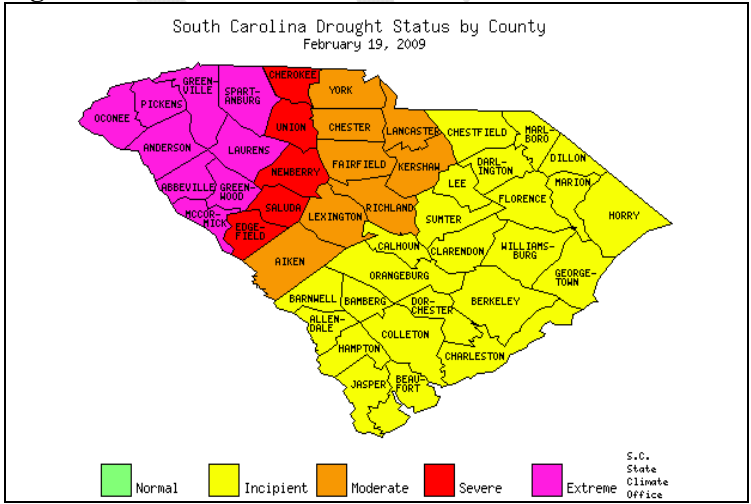 South Carolina Drought Status by County
February 19, 2009
CHEROKEE
GREEN-
VILLE
SPART-
ANBURG
YORK
PICKENS
OCONEE
UNION
CHESTER
LANCASTER
CHESTFIELD
MARL-
BORO
ANDERSON
LAURENS
DILLON
FAIRFIELD
KERSHAW
DARL-
INGTON
NEWBERRY
ABBEVILLE
GREEN-
WOOD
LEE
MARION
FLORENCE
SALUDA
LEXINGTON
RICHLAND
MCCOR-
MICK
SUMTER
HORRY
EDGE-
FIELD
CALHOUN
CLARENDON
WILLIAMS-
BURG
AIKEN
ORANGEBURG
GEORGE-
TOWN
BARNWELL
BAMBERG
DOR-
CHESTER
BERKELEY
ALLEN-
DALE
COLLETON
HAMPTON
CHARLESTON
JASPER
BEAU-
FORT
Normal
Incipient
Moderate
Severe
Extreme
S.C.
State
Climate
Office